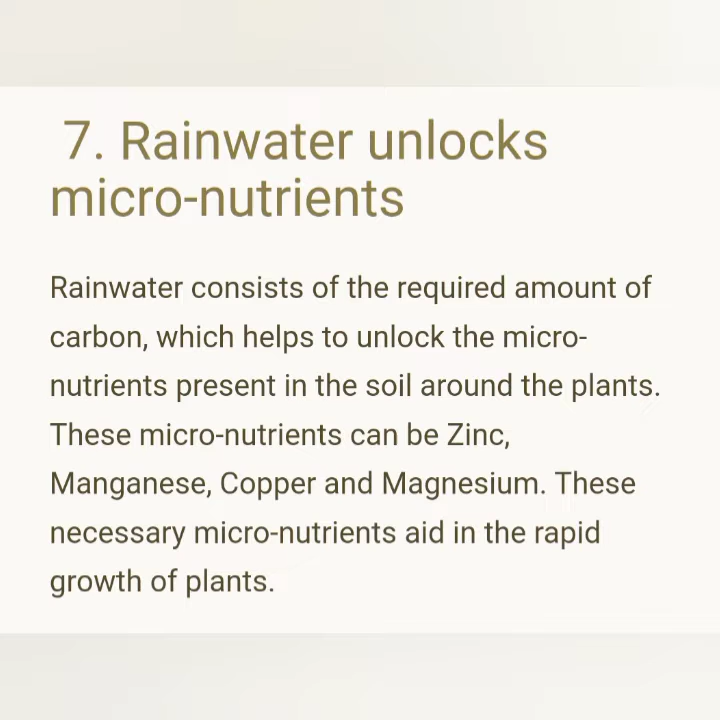 7. Rainwater unlocks
micro-nutrients
Rainwater consists of the required amount of
carbon, which helps to unlock the micro-
nutrients present in the soil around the plants.
These micro-nutrients can be Zinc,
Manganese, Copper and Magnesium. These
necessary micro-nutrients aid in the rapid
growth of plants.